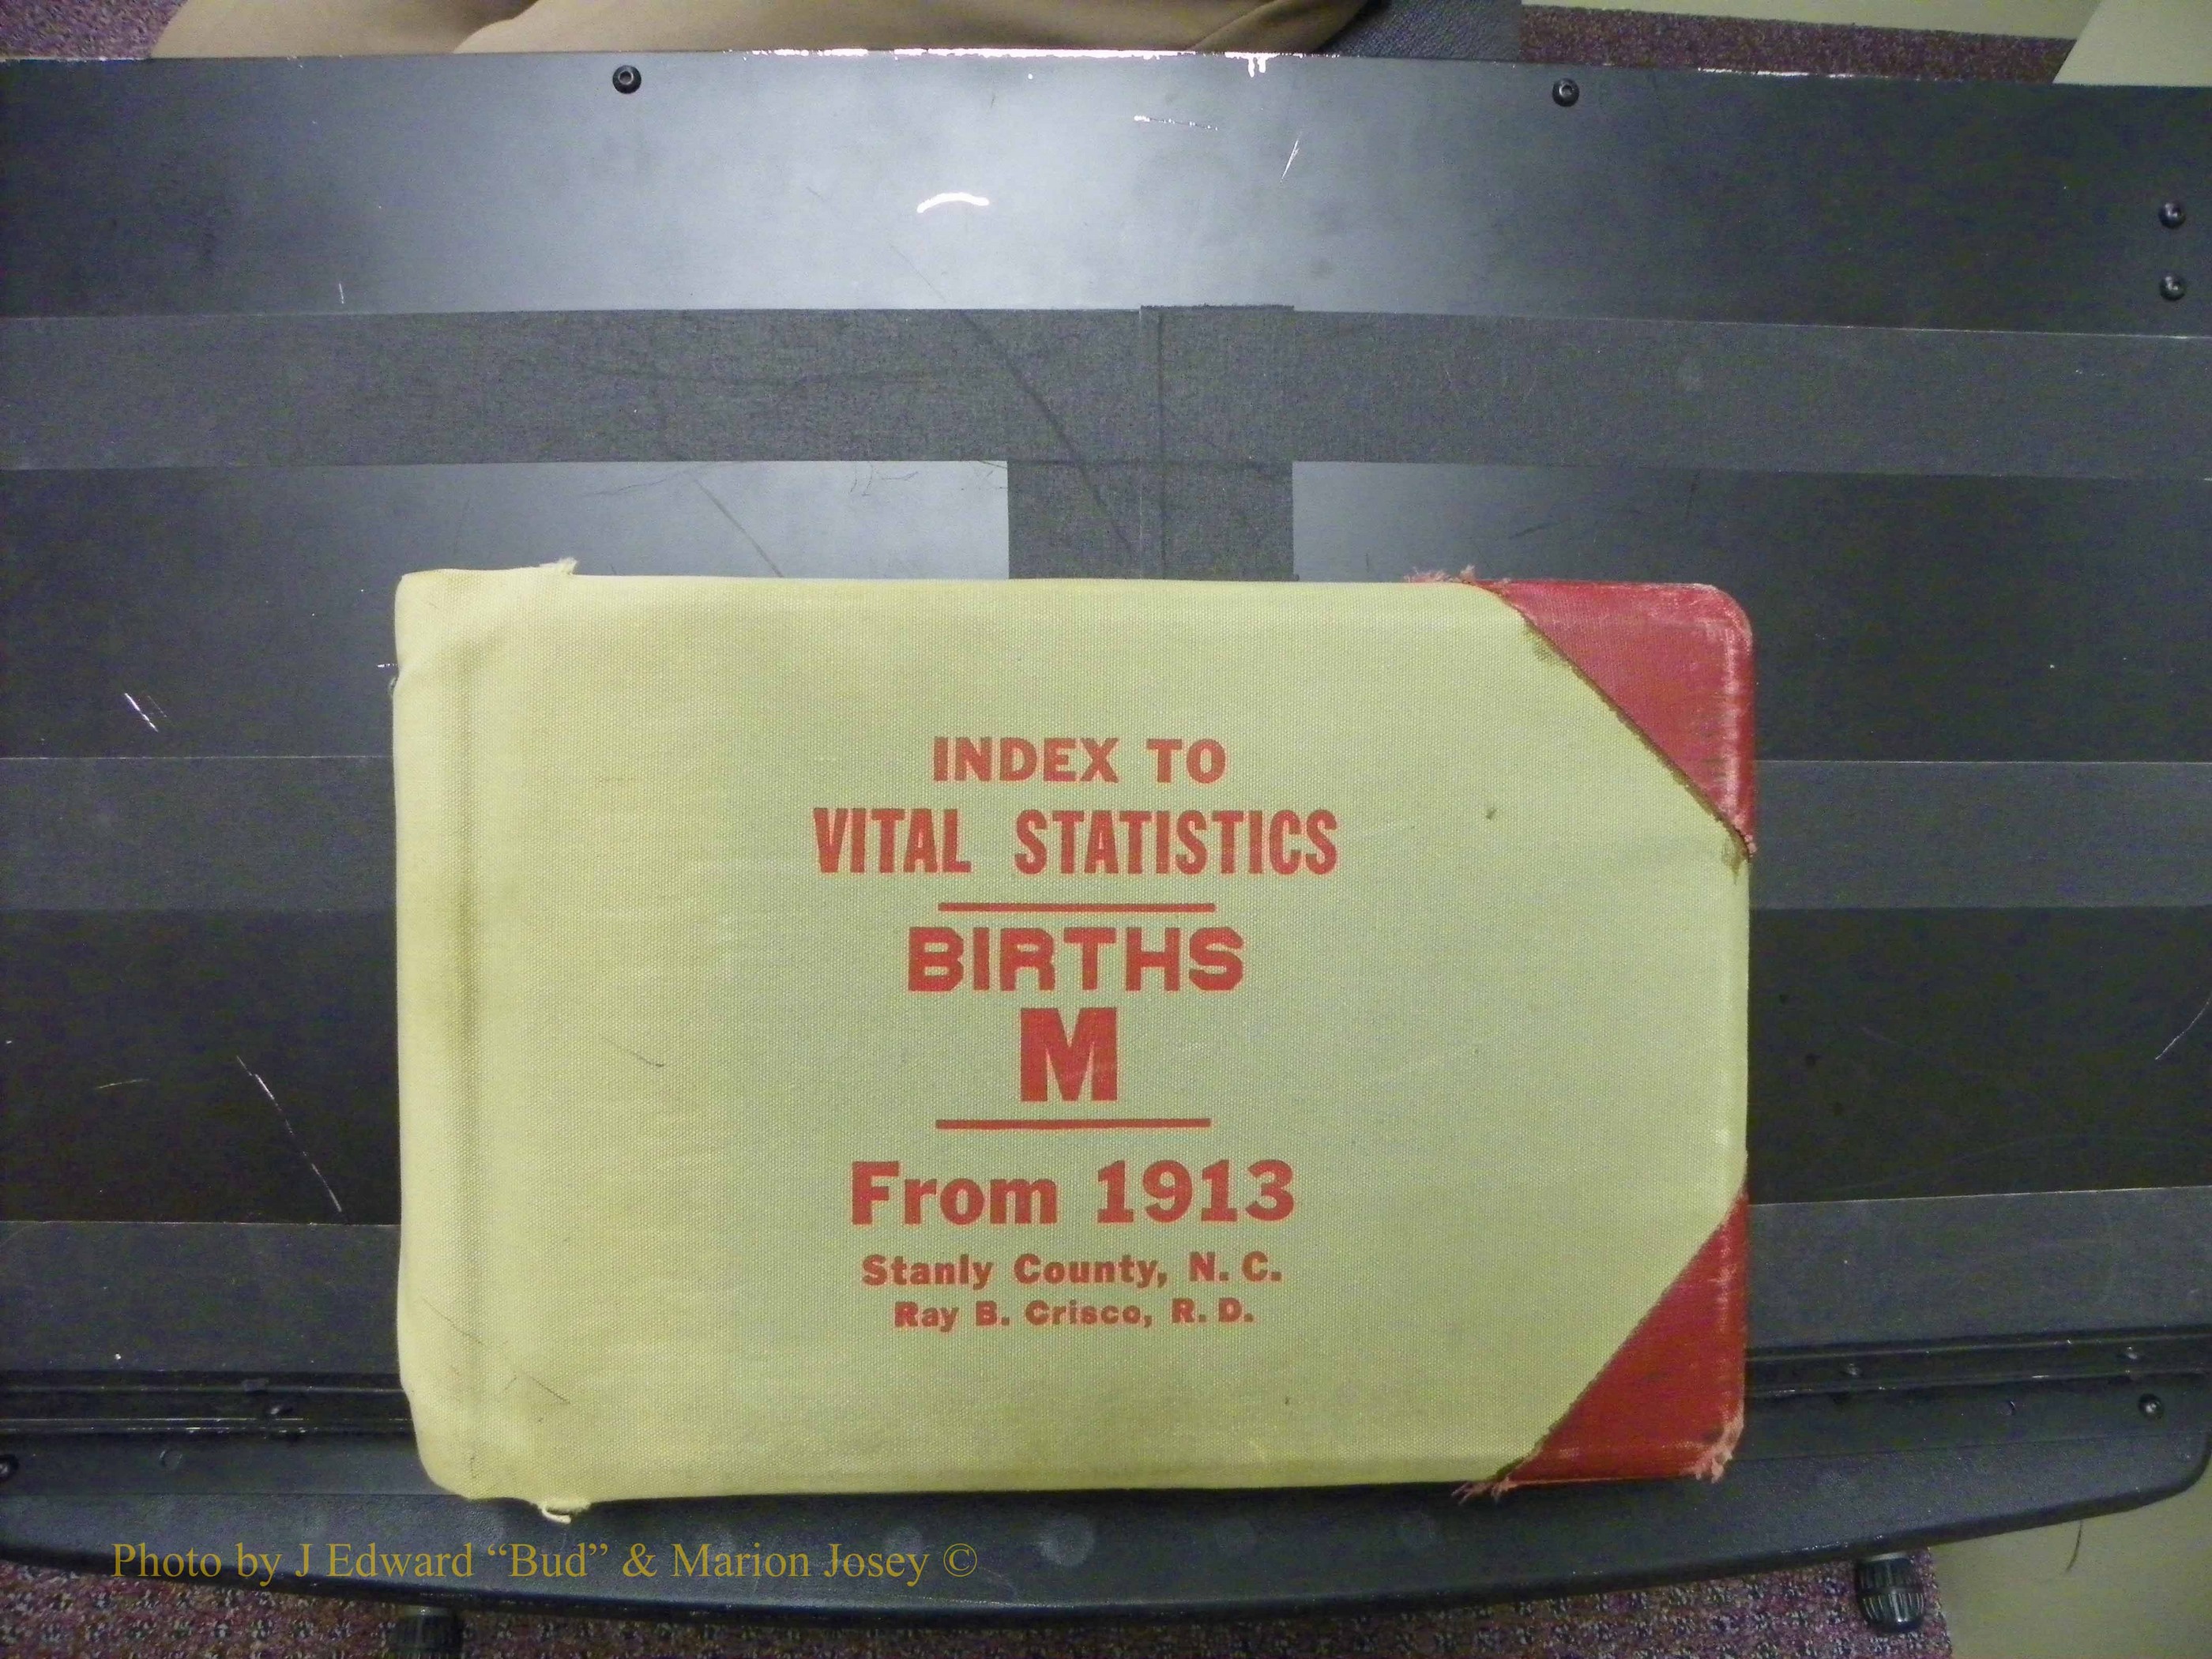 INDEX TO
VITAL STATISTICS
BIRTHS
M
From 1913
Stanly County, N. C.
Ray B. Crisco, R. D.
Photo by J Edward “Bud” & Marion Josey ©